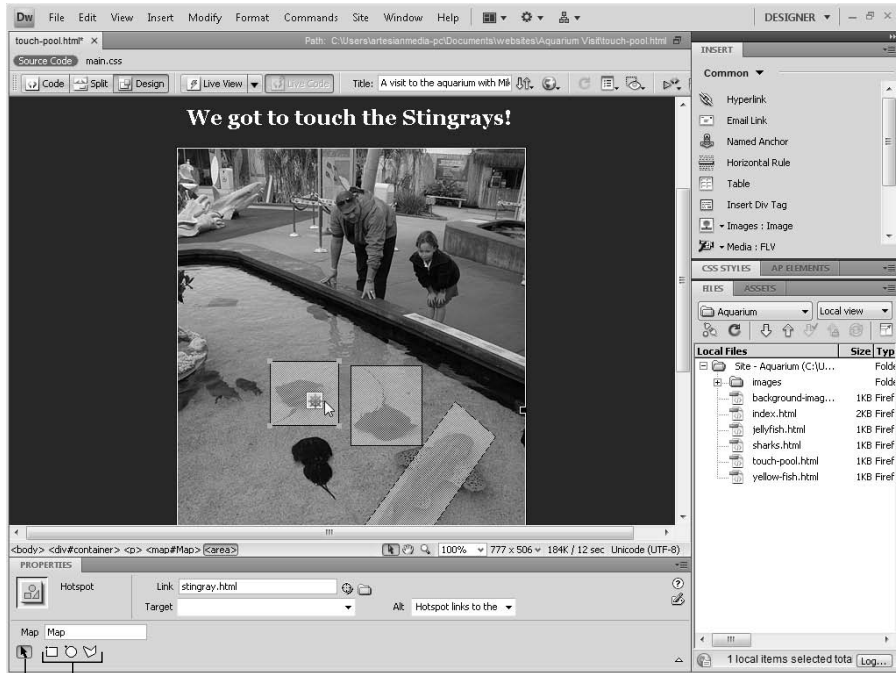 Dw File Edit View Insert Modify Format Commands Site Window Help DESIGNER
touch-pool.html* × Path: C:\Users\artesianmedia-pc\Documents\websites\Aquarium Visit\touch-pool.html
Source Code main.css
Code Split Design Live View Live Code Title: A visit to the aquarium with Mil
We got to touch the Stingrays!
INSERT
Common
Hyperlink
Email Link
Named Anchor
Horizontal Rule
Table
Insert Div Tag
Images : Image
Media : FLV
CSS STYLES AP ELEMENTS
FILES ASSETS
Aquarium Local view
Local Files Size Typ
Site - Aquarium (C:\U... Folde
images Folde
background-imag... 1KB Firef
index.html 2KB Firef
jellyfish.html 1KB Firef
sharks.html 1KB Firef
touch-pool.html 1KB Firef
yellow-fish.html 1KB Firef
<body> <div#container> <p> <map#Map> <area> 100% 777 x 506 184K / 12 sec Unicode (UTF-8)
PROPERTIES
Hotspot Link stingray.html
Target Alt Hotspot links to the
Map Map
1 local items selected tota Log...